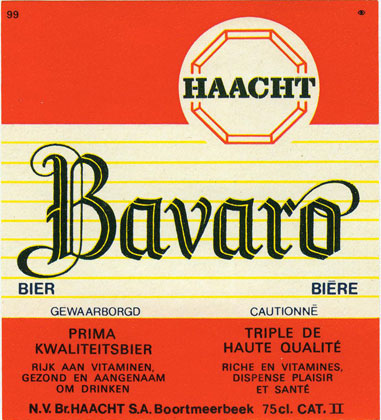 99
HAACHT
Bavaro
BIER BIÈRE
GEWAARBORGD
PRIMA
KWALITEITSBIER
RIJK AAN VITAMINEN,
GEZOND EN AANGENAAM
OM DRINKEN
CAUTIONNÉ
TRIPLE DE
HAUTE QUALITÉ
RICHE EN VITAMINES,
DISPENSE PLAISIR
ET SANTÉ
N.V. Br. HAACHT S.A. Boortmeerbeek 75cl. CAT. II